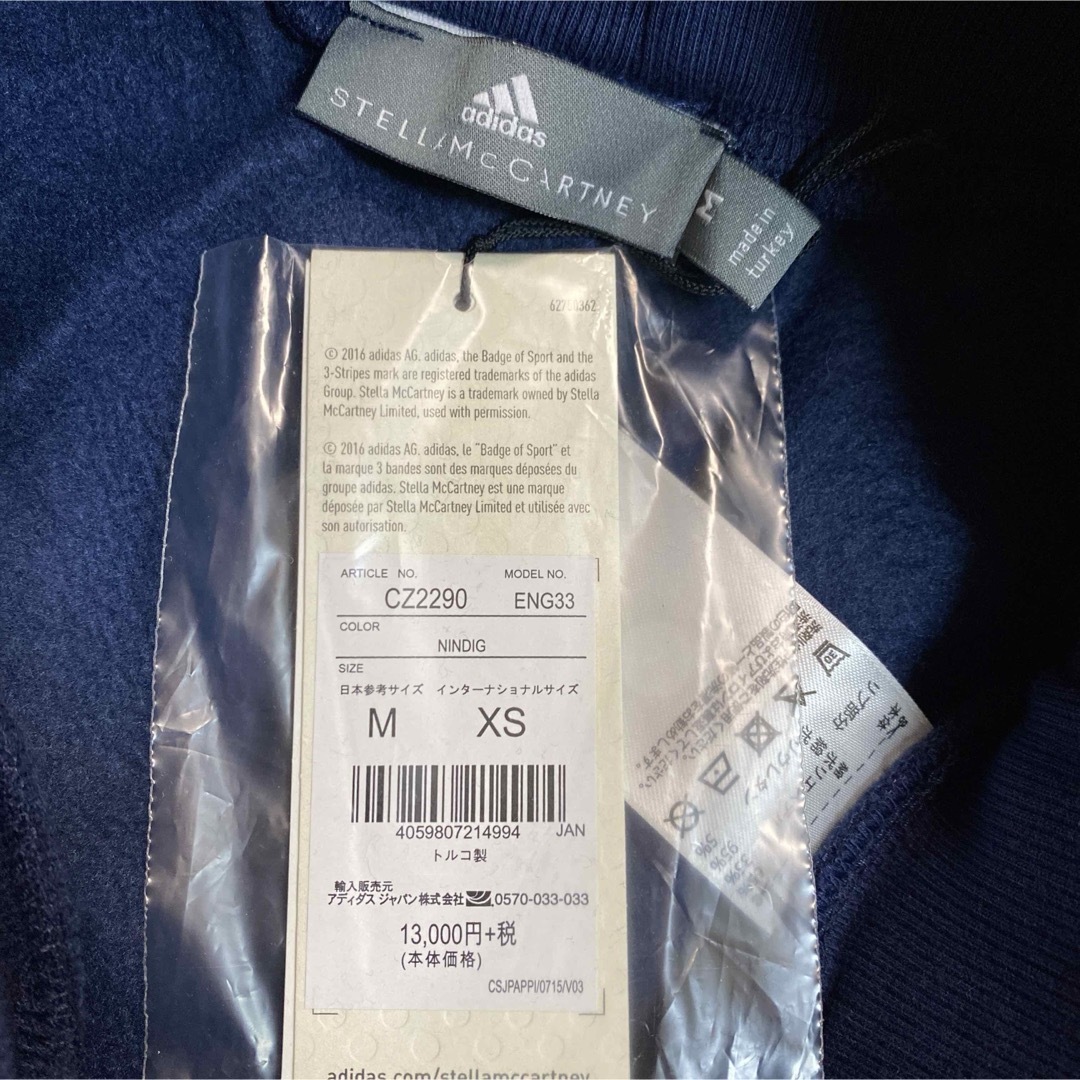 adidas
STELLAMcCARTNEY
M
made in
turkey
© 2016 adidas AG. adidas, the Badge of Sport and the
3-Stripes mark are registered trademarks of the adidas
Group. Stella McCartney is a trademark owned by Stella
McCartney Limited, used with permission.
© 2016 adidas AG. adidas, le "Badge of Sport" et
la marque 3 bandes sont des marques déposées du
groupe adidas. Stella McCartney est une marque
déposée par Stella McCartney Limited et utilisée avec
son autorisation.
ARTICLE NO. MODEL NO.
CZ2290 ENG33
COLOR
NINDIG
SIZE
日本参考サイズ インターナショナルサイズ
M XS
4059807214994 JAN
トルコ製
輸入販売元
アディダス ジャパン株式会社 0570-033-033
13,000円+税
(本体価格)
CSJPAPPI/0715/V03
adidas.com/stellamccartney
本体
リブ部分